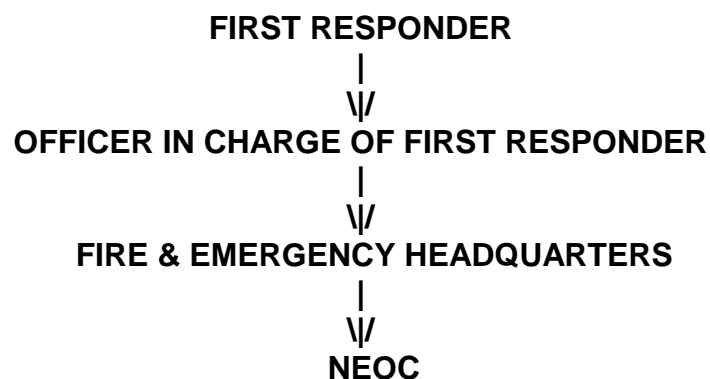 FIRST RESPONDER
|
\|/
OFFICER IN CHARGE OF FIRST RESPONDER
|
\|/
FIRE & EMERGENCY HEADQUARTERS
|
\|/
NEOC